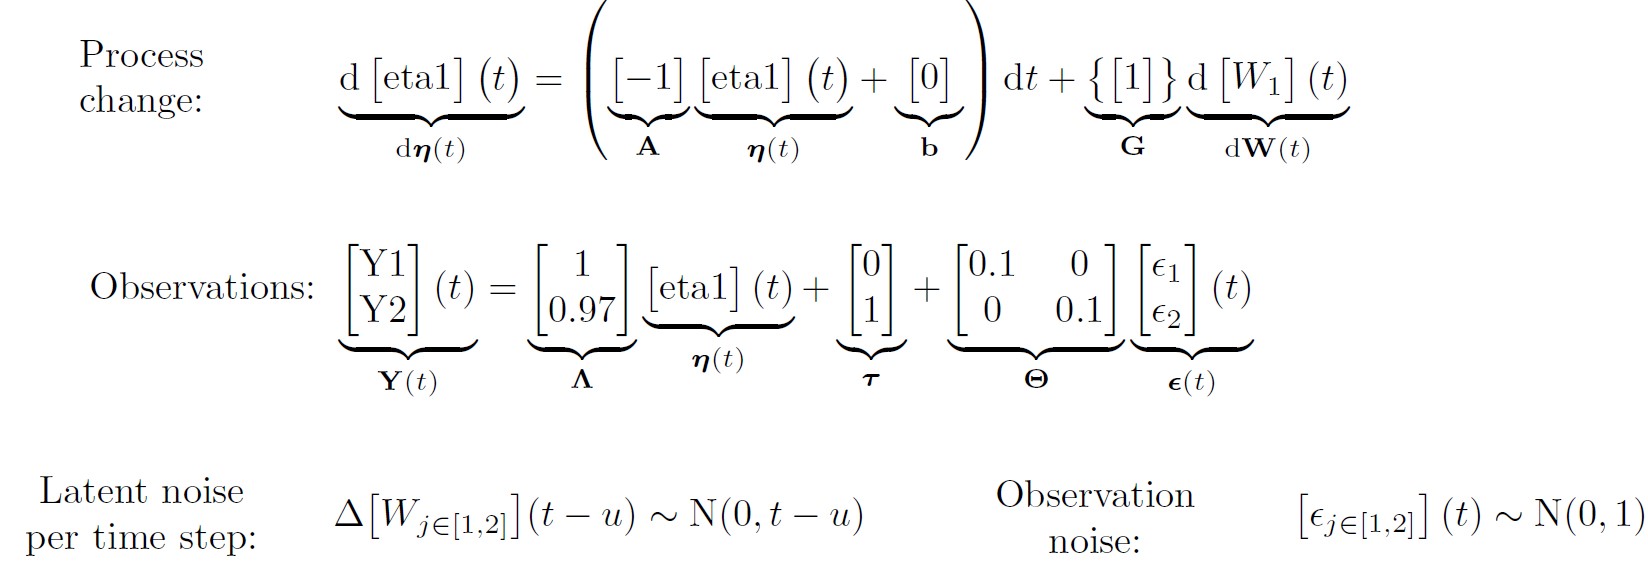 Process change: d [eta1] (t) = ( [−1] [eta1] (t) + [0] ) dt + {[1]} d [W₁] (t)
dη(t) A η(t) b G dW(t)
Observations: [Y1 Y2] (t) = [1 0.97] [eta1] (t) + [0 1] + [0.1 0 0 0.1] [ϵ₁ ϵ₂] (t)
Y(t) Λ η(t) τ Θ ϵ(t)
Latent noise per time step: Δ[W_{j∈[1,2]}](t − u) ∼ N(0, t − u)
Observation noise: [ϵ_{j∈[1,2]}] (t) ∼ N(0, 1)